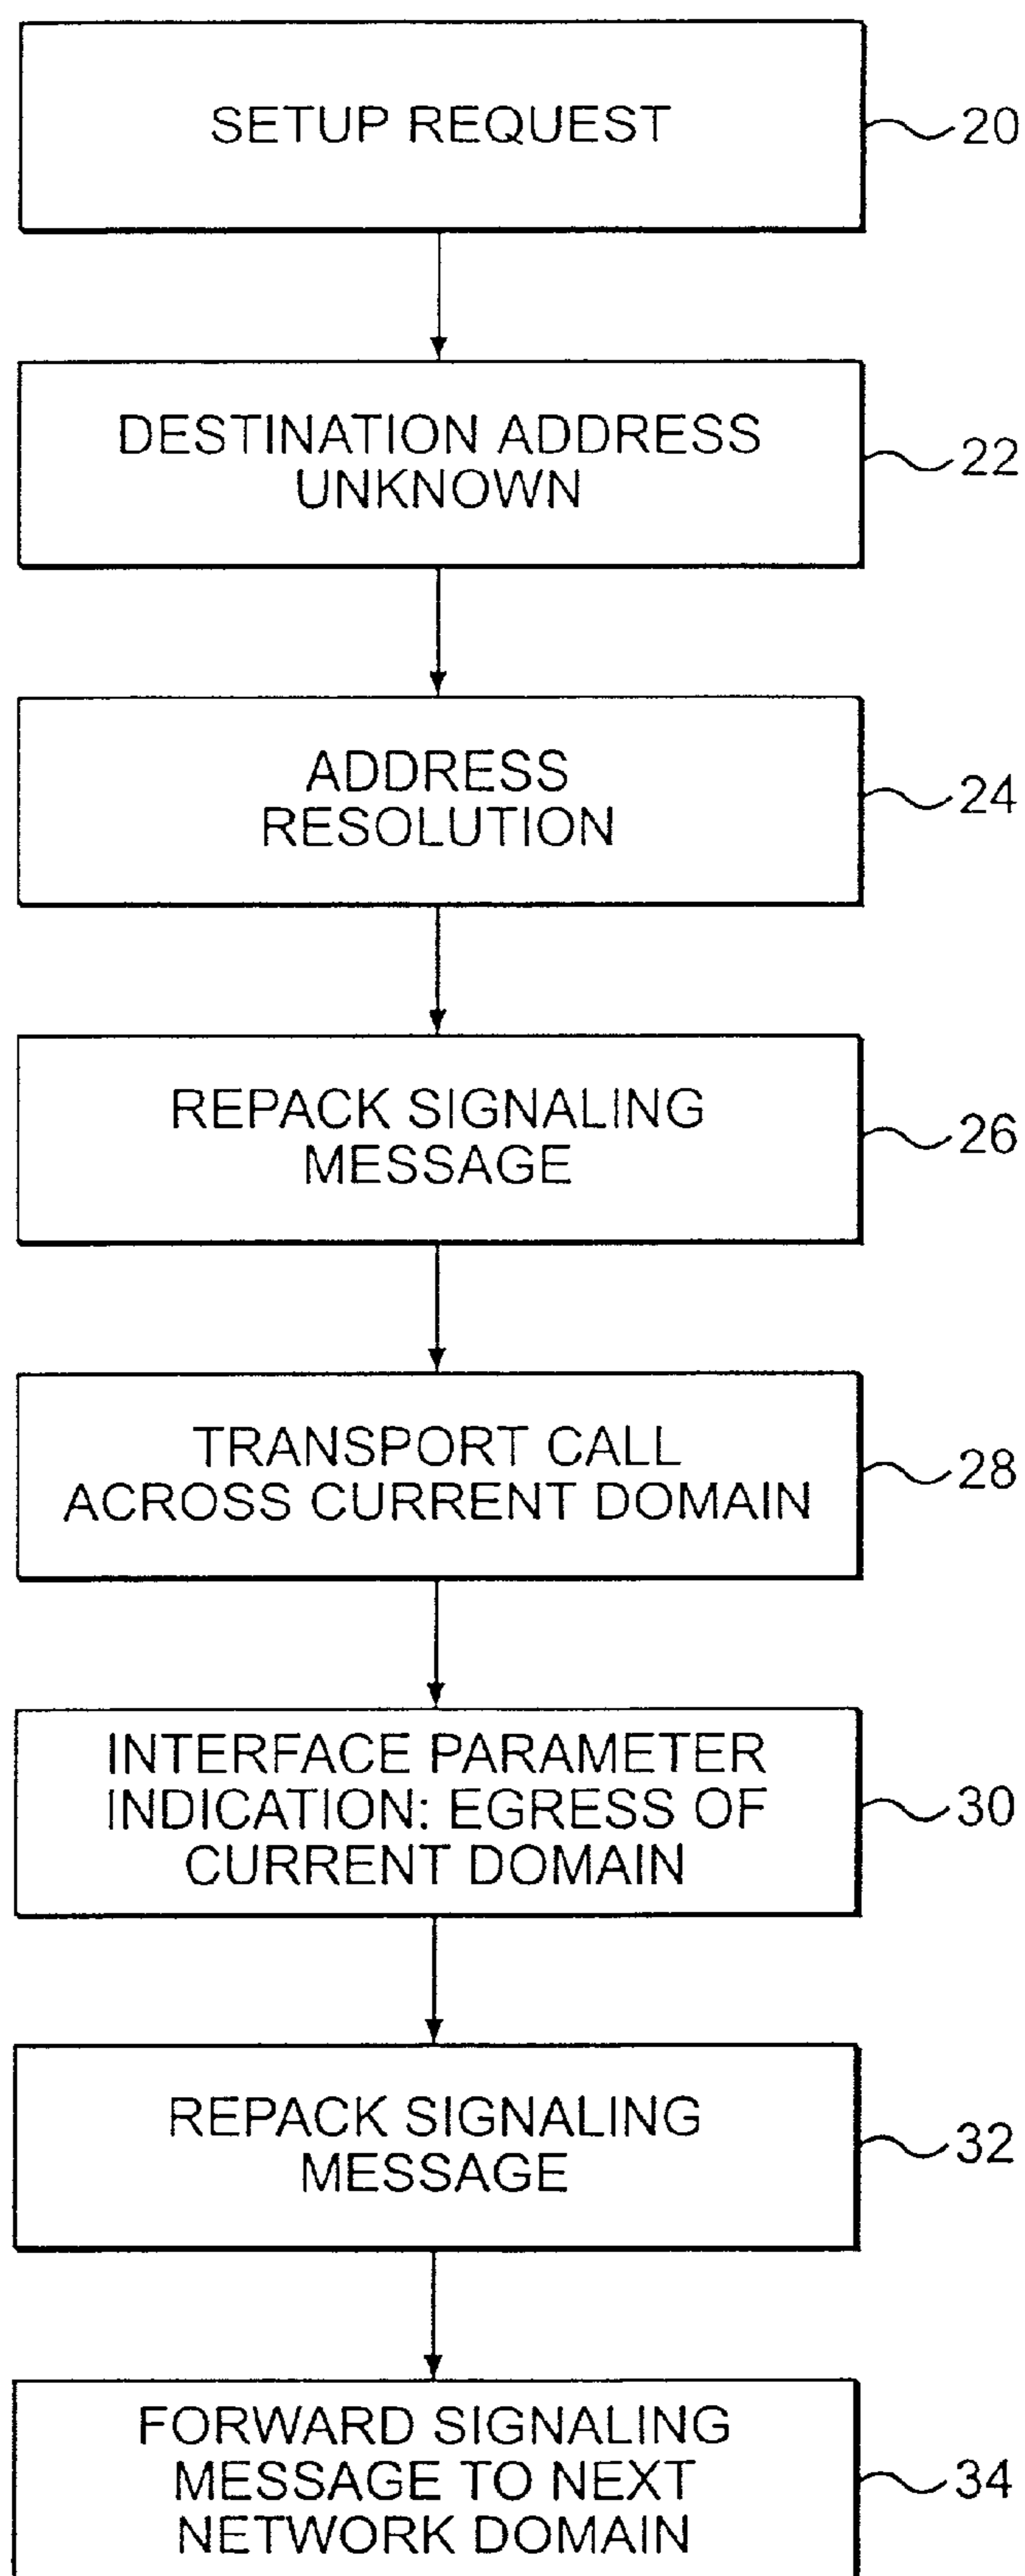 SETUP REQUEST
20
DESTINATION ADDRESS
UNKNOWN
22
ADDRESS
RESOLUTION
24
REPACK SIGNALING
MESSAGE
26
TRANSPORT CALL
ACROSS CURRENT DOMAIN
28
INTERFACE PARAMETER
INDICATION: EGRESS OF
CURRENT DOMAIN
30
REPACK SIGNALING
MESSAGE
32
FORWARD SIGNALING
MESSAGE TO NEXT
NETWORK DOMAIN
34